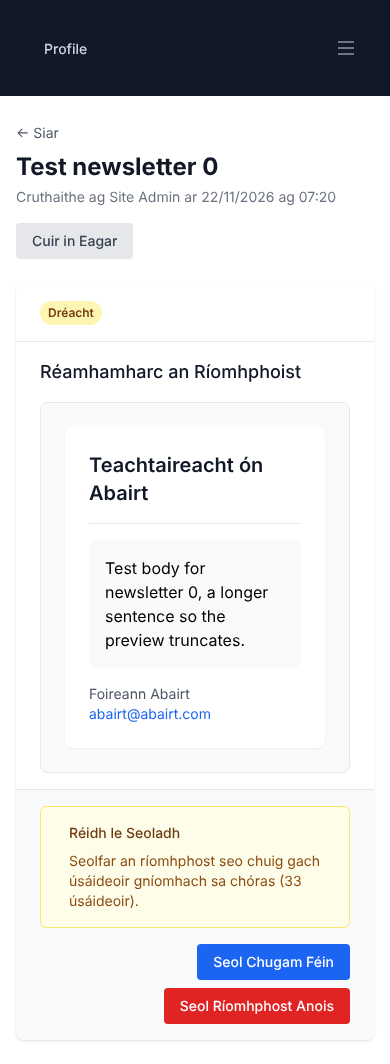 Profile
← Siar
Test newsletter 0
Cruthaithe ag Site Admin ar 22/11/2026 ag 07:20
Cuir in Eagar
Dréacht
Réamhamharc an Ríomhphoist
Teachtaireacht ón
Abairt
Test body for
newsletter 0, a longer
sentence so the
preview truncates.
Foireann Abairt
abairt@abairt.com
Réidh le Seoladh
Seolfar an ríomhphost seo chuig gach
úsáideoir gníomhach sa chóras (33
úsáideoir).
Seol Chugam Féin
Seol Ríomhphost Anois